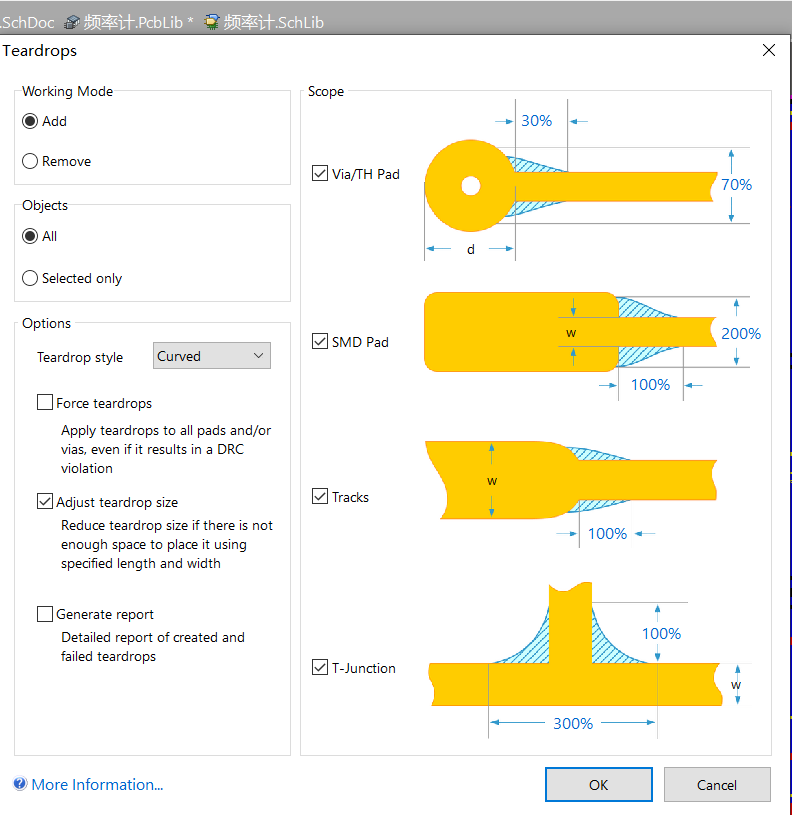 .SchDoc 频率计.PcbLib * 频率计.SchLib
Teardrops
Working Mode
Add
Remove
Objects
All
Selected only
Options
Teardrop style
Curved
Force teardrops
Apply teardrops to all pads and/or
vias, even if it results in a DRC
violation
Adjust teardrop size
Reduce teardrop size if there is not
enough space to place it using
specified length and width
Generate report
Detailed report of created and
failed teardrops
Scope
Via/TH Pad
30%
70%
d
SMD Pad
w
200%
100%
Tracks
w
100%
T-Junction
100%
w
300%
More Information...
OK
Cancel